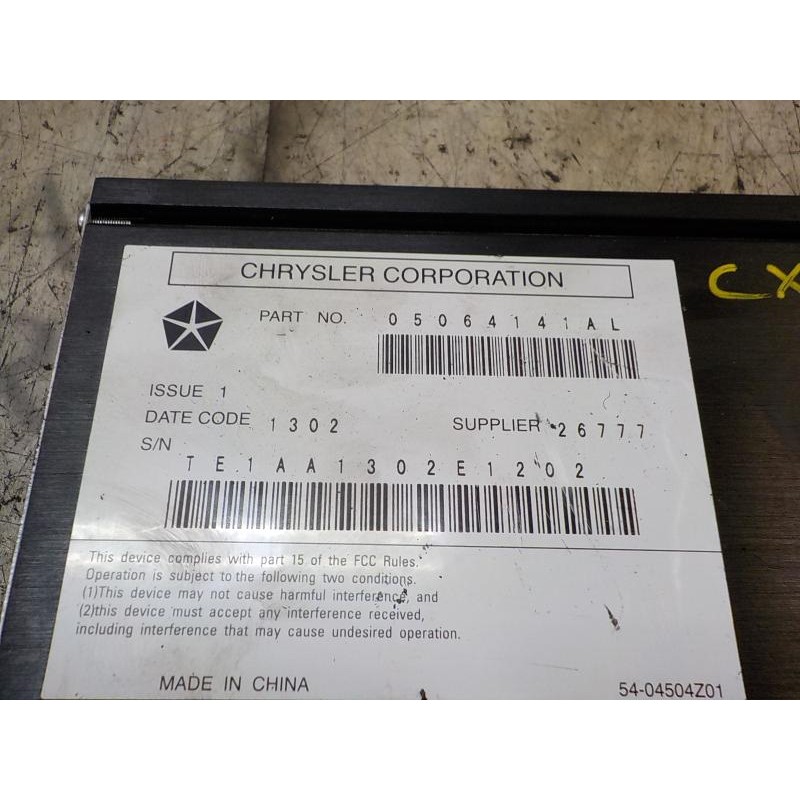 CHRYSLER CORPORATION
CX
PART NO. 05064141AL
ISSUE 1
DATE CODE 1302 SUPPLIER 26777
S/N
TE1AA1302E1202
This device complies with part 15 of the FCC Rules.
Operation is subject to the following two conditions.
(1)This device may not cause harmful interference, and
(2)this device must accept any interference received,
including interference that may cause undesired operation.
MADE IN CHINA 54-04504Z01